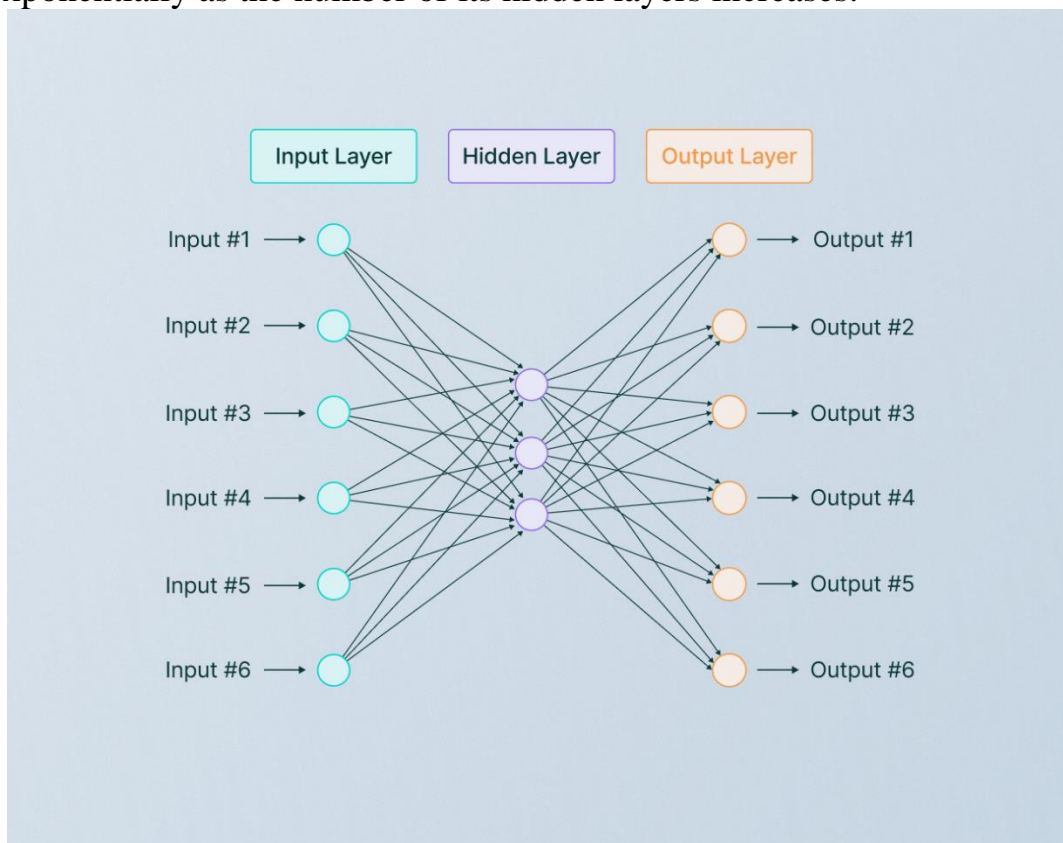 xponentially as the number of its hidden layers increases.
Input Layer Hidden Layer Output Layer
Input #1 Output #1
Input #2 Output #2
Input #3 Output #3
Input #4 Output #4
Input #5 Output #5
Input #6 Output #6